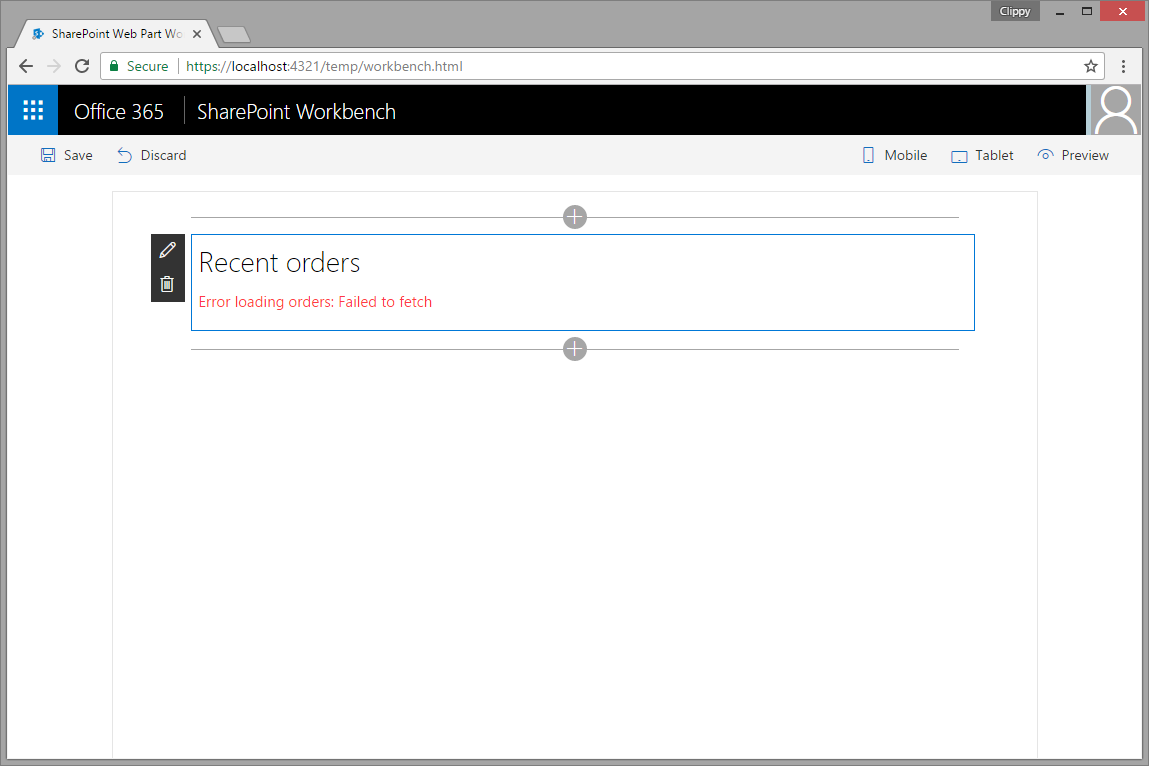 Clippy
SharePoint Web Part Wo
Secure https://localhost:4321/temp/workbench.html
Office 365 SharePoint Workbench
Save Discard Mobile Tablet Preview
Recent orders
Error loading orders: Failed to fetch